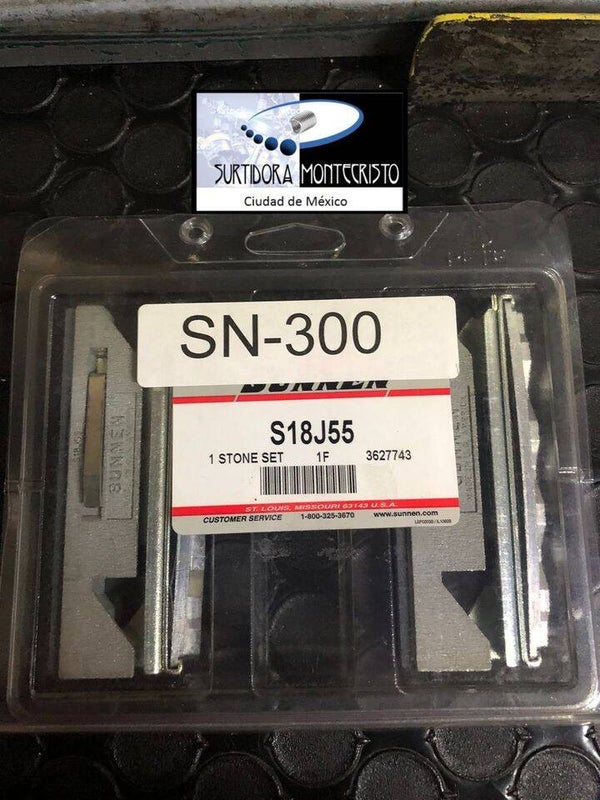 SURTIDORA MONTECRISTO
Ciudad de México
SN-300
SUNNEN
S18J55
1 STONE SET 1F 3627743
ST. LOUIS, MISSOURI 63143 U.S.A.
CUSTOMER SERVICE 1-800-325-3670 www.sunnen.com
SUNNEN